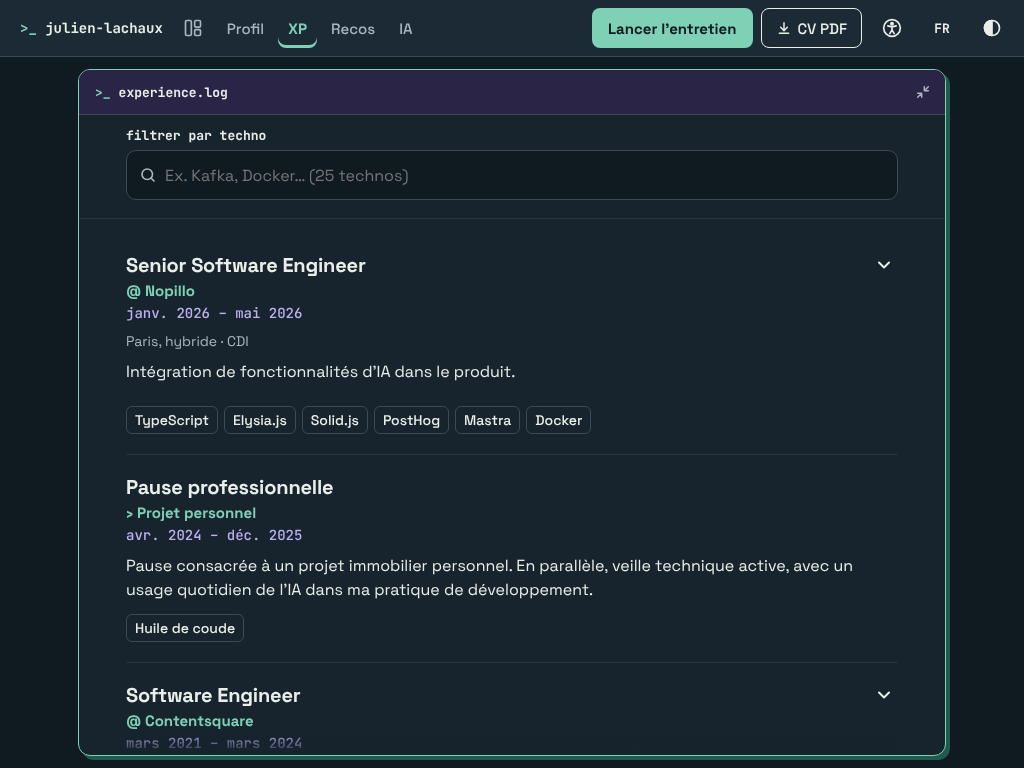 >_ julien-lachaux
Profil
XP
Recos
IA
Lancer l'entretien
CV PDF
FR
>_ experience.log
filtrer par techno
Ex. Kafka, Docker… (25 technos)
Senior Software Engineer
@ Nopillo
janv. 2026 – mai 2026
Paris, hybride · CDI
Intégration de fonctionnalités d'IA dans le produit.
TypeScript
Elysia.js
Solid.js
PostHog
Mastra
Docker
Pause professionnelle
> Projet personnel
avr. 2024 – déc. 2025
Pause consacrée à un projet immobilier personnel. En parallèle, veille technique active, avec un
usage quotidien de l'IA dans ma pratique de développement.
Huile de coude
Software Engineer
@ Contentsquare
mars 2021 – mars 2024